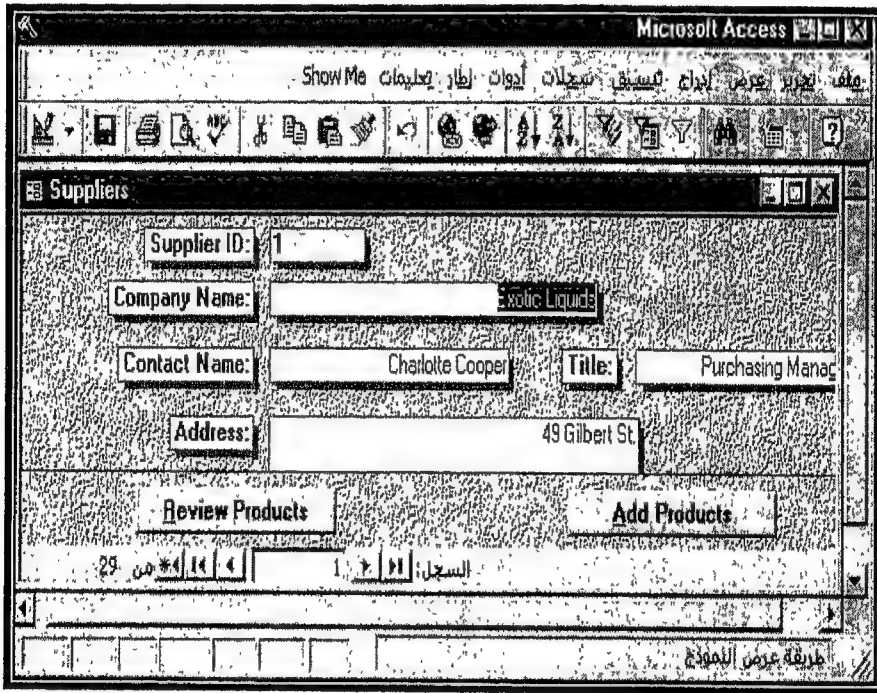 Microsoft Access
ملف تحرير عرض إدراج تنسيق سجلات أدوات إطار تعليمات Show Me
Suppliers
Supplier ID: 1
Company Name: Exotic Liquids
Contact Name: Charlotte Cooper Title: Purchasing Manag
Address: 49 Gilbert St.
Review Products Add Products
السجل: 1 من 29
طريقة عرض النموذج